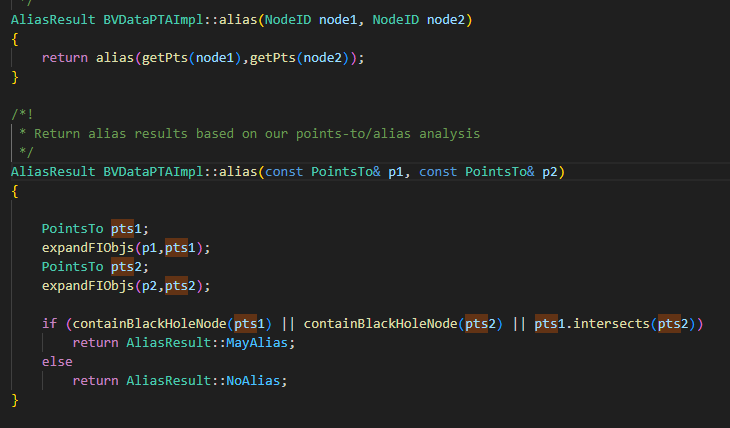 */
AliasResult BVDataPTAImpl::alias(NodeID node1, NodeID node2)
{
    return alias(getPts(node1),getPts(node2));
}

/*!
 * Return alias results based on our points-to/alias analysis
 */
AliasResult BVDataPTAImpl::alias(const PointsTo& p1, const PointsTo& p2)
{

    PointsTo pts1;
    expandFIObjs(p1,pts1);
    PointsTo pts2;
    expandFIObjs(p2,pts2);

    if (containBlackHoleNode(pts1) || containBlackHoleNode(pts2) || pts1.intersects(pts2))
        return AliasResult::MayAlias;
    else
        return AliasResult::NoAlias;
}